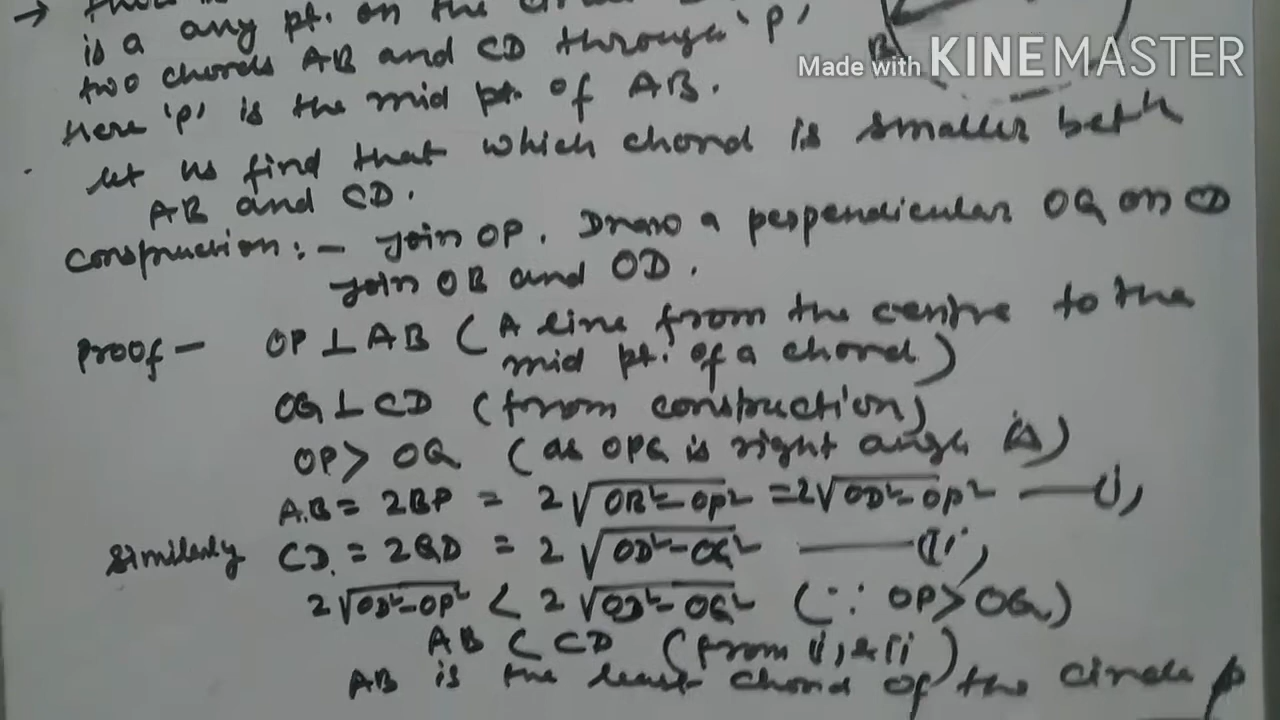 →
is a any pt. on the
two chords AB and CD through 'P'
Here 'P' is the mid pt. of AB.
let us find that which chord is smaller betn
AB and CD.
construction: - Join OP. Draw a perpendicular OQ on CD
Join OB and OD.
Proof - OP ⊥ AB ( A line from the centre to the
mid pt. of a chord )
OQ ⊥ CD ( from construction )
OP > OQ ( as OPQ is right angle Δ )
AB = 2BP = 2√OB²-OP² = 2√OD²-OP² —— (i)
Similarly CD = 2QD = 2√OD²-OQ² —— (ii)
2√OD²-OP² < 2√OD²-OQ² ( ∵ OP > OQ )
AB < CD ( from i, & ii )
AB is the least chord of the circle
B
Made with KINEMASTER